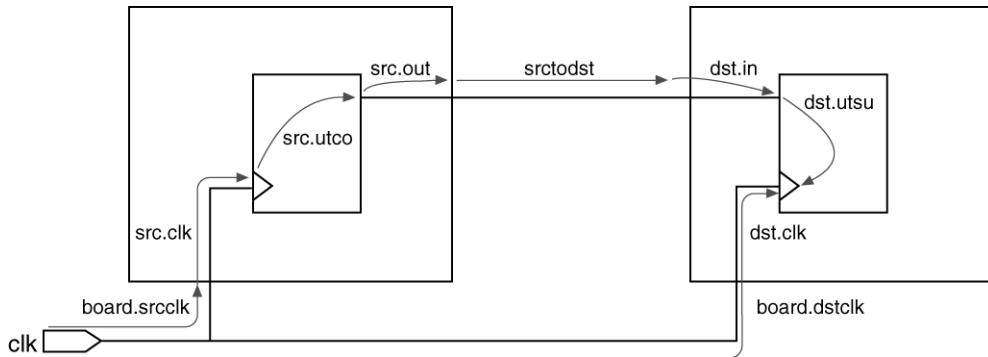 src.out
srctodst
dst.in
src.utco
dst.utsu
src.clk
dst.clk
board.srcclk
board.dstclk
clk